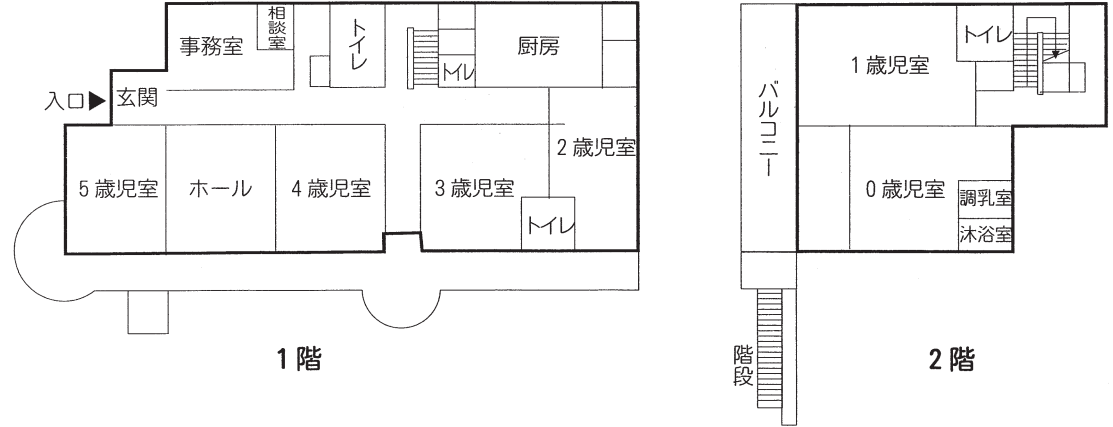 相談室
事務室
トイレ
厨房
トイレ
入口▶
玄関
5歳児室
ホール
4歳児室
3歳児室
2歳児室
トイレ
1階
バルコニー
1歳児室
トイレ
0歳児室
調乳室
沐浴室
階段
2階